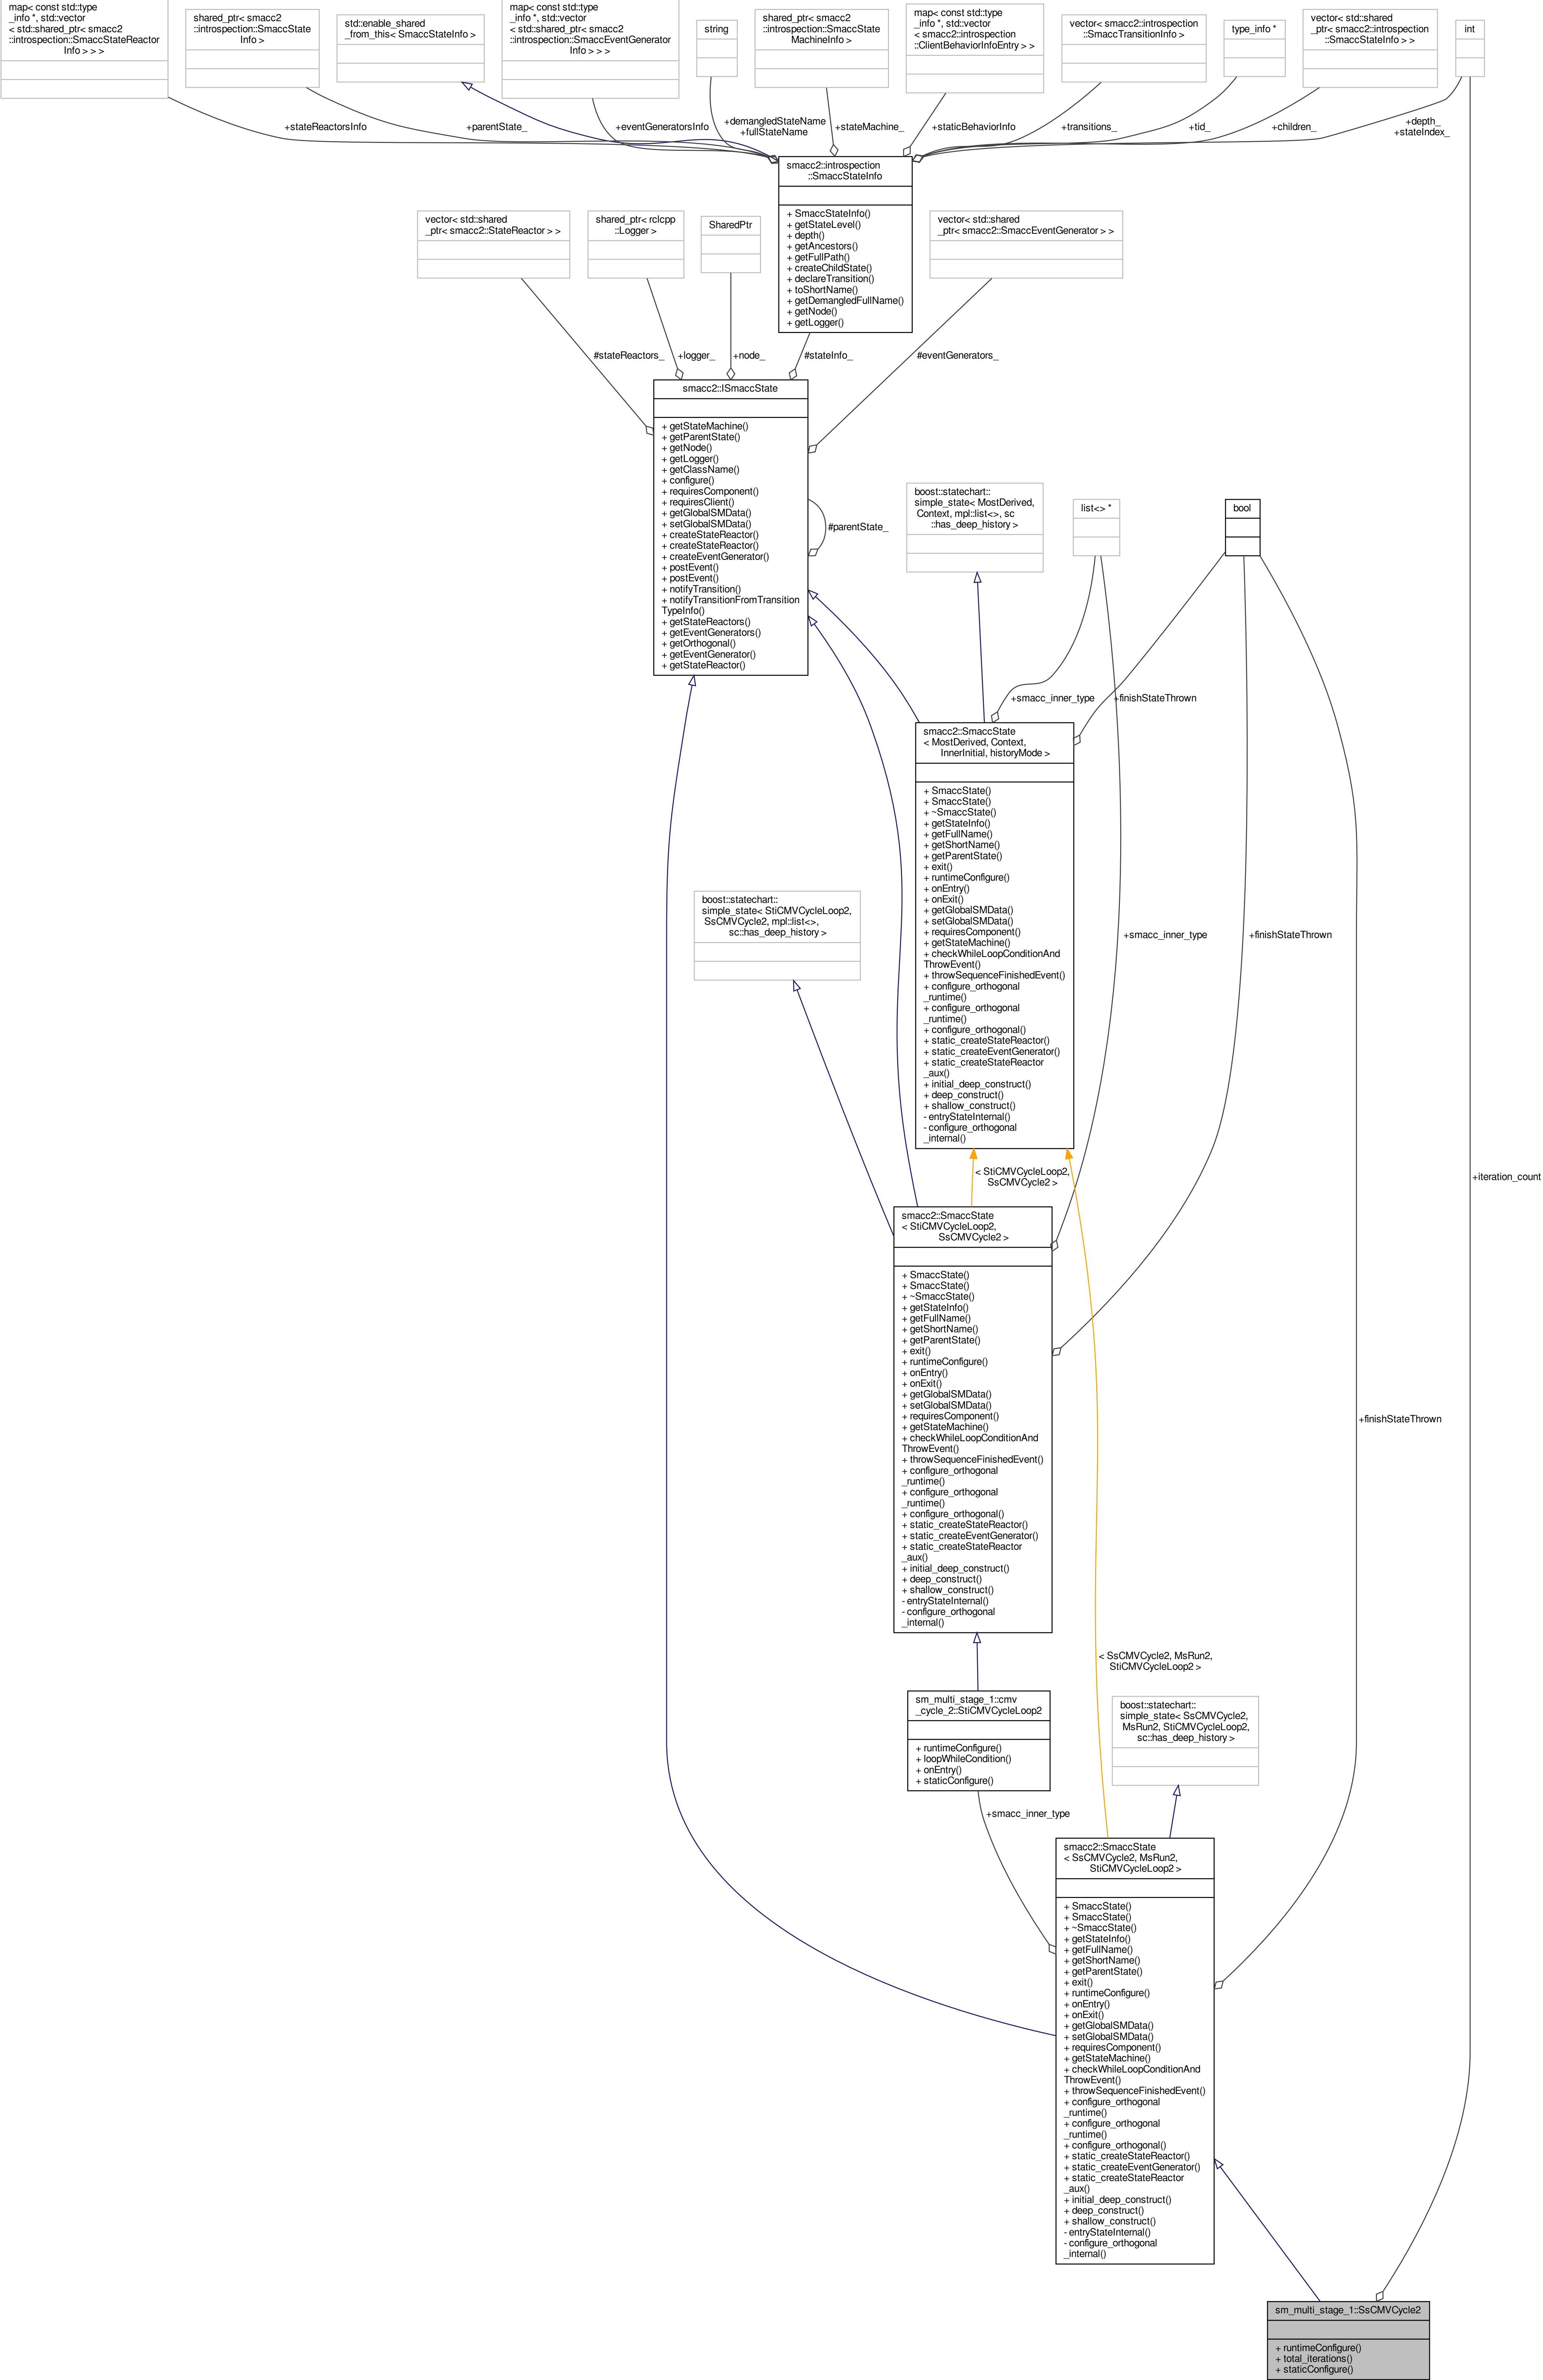 map< const std::type
_info *, std::vector
< std::shared_ptr< smacc2
::introspection::SmaccStateReactor
Info > > >
shared_ptr< smacc2
::introspection::SmaccState
Info >
std::enable_shared
_from_this< SmaccStateInfo >
map< const std::type
_info *, std::vector
< std::shared_ptr< smacc2
::introspection::SmaccEventGenerator
Info > > >
string
shared_ptr< smacc2
::introspection::SmaccState
MachineInfo >
map< const std::type
_info *, std::vector
< smacc2::introspection
::ClientBehaviorInfoEntry > >
vector< smacc2::introspection
::SmaccTransitionInfo >
type_info *
vector< std::shared
_ptr< smacc2::introspection
::SmaccStateInfo > >
int
+stateReactorsInfo
+parentState_
+eventGeneratorsInfo
+demangledStateName
+fullStateName
+stateMachine_
+staticBehaviorInfo
+transitions_
+tid_
+children_
+depth_
+stateIndex_
smacc2::introspection
::SmaccStateInfo
+ SmaccStateInfo()
+ getStateLevel()
+ depth()
+ getAncestors()
+ getFullPath()
+ createChildState()
+ declareTransition()
+ toShortName()
+ getDemangledFullName()
+ getNode()
+ getLogger()
vector< std::shared
_ptr< smacc2::StateReactor > >
shared_ptr< rclcpp
::Logger >
SharedPtr
vector< std::shared
_ptr< smacc2::SmaccEventGenerator > >
#stateReactors_
+logger_
+node_
#stateInfo_
#eventGenerators_
smacc2::ISmaccState
+ getStateMachine()
+ getParentState()
+ getNode()
+ getLogger()
+ getClassName()
+ configure()
+ requiresComponent()
+ requiresClient()
+ getGlobalSMData()
+ setGlobalSMData()
+ createStateReactor()
+ createStateReactor()
+ createEventGenerator()
+ postEvent()
+ postEvent()
+ notifyTransition()
+ notifyTransitionFromTransition
TypeInfo()
+ getStateReactors()
+ getEventGenerators()
+ getOrthogonal()
+ getEventGenerator()
+ getStateReactor()
#parentState_
boost::statechart::
simple_state< MostDerived,
Context, mpl::list<>, sc
::has_deep_history >
list<> *
bool
+smacc_inner_type
+finishStateThrown
smacc2::SmaccState
< MostDerived, Context,
InnerInitial, historyMode >
+ SmaccState()
+ SmaccState()
+ ~SmaccState()
+ getStateInfo()
+ getFullName()
+ getShortName()
+ getParentState()
+ exit()
+ runtimeConfigure()
+ onEntry()
+ onExit()
+ getGlobalSMData()
+ setGlobalSMData()
+ requiresComponent()
+ getStateMachine()
+ checkWhileLoopConditionAnd
ThrowEvent()
+ throwSequenceFinishedEvent()
+ configure_orthogonal
_runtime()
+ configure_orthogonal
_runtime()
+ configure_orthogonal()
+ static_createStateReactor()
+ static_createEventGenerator()
+ static_createStateReactor
_aux()
+ initial_deep_construct()
+ deep_construct()
+ shallow_construct()
- entryStateInternal()
- configure_orthogonal
_internal()
boost::statechart::
simple_state< StiCMVCycleLoop2,
SsCMVCycle2, mpl::list<>,
sc::has_deep_history >
+smacc_inner_type
+finishStateThrown
< StiCMVCycleLoop2,
SsCMVCycle2 >
+iteration_count
smacc2::SmaccState
< StiCMVCycleLoop2,
SsCMVCycle2 >
+ SmaccState()
+ SmaccState()
+ ~SmaccState()
+ getStateInfo()
+ getFullName()
+ getShortName()
+ getParentState()
+ exit()
+ runtimeConfigure()
+ onEntry()
+ onExit()
+ getGlobalSMData()
+ setGlobalSMData()
+ requiresComponent()
+ getStateMachine()
+ checkWhileLoopConditionAnd
ThrowEvent()
+ throwSequenceFinishedEvent()
+ configure_orthogonal
_runtime()
+ configure_orthogonal
_runtime()
+ configure_orthogonal()
+ static_createStateReactor()
+ static_createEventGenerator()
+ static_createStateReactor
_aux()
+ initial_deep_construct()
+ deep_construct()
+ shallow_construct()
- entryStateInternal()
- configure_orthogonal
_internal()
+finishStateThrown
< SsCMVCycle2, MsRun2,
StiCMVCycleLoop2 >
sm_multi_stage_1::cmv
_cycle_2::StiCMVCycleLoop2
+ runtimeConfigure()
+ loopWhileCondition()
+ onEntry()
+ staticConfigure()
boost::statechart::
simple_state< SsCMVCycle2,
MsRun2, StiCMVCycleLoop2,
sc::has_deep_history >
+smacc_inner_type
smacc2::SmaccState
< SsCMVCycle2, MsRun2,
StiCMVCycleLoop2 >
+ SmaccState()
+ SmaccState()
+ ~SmaccState()
+ getStateInfo()
+ getFullName()
+ getShortName()
+ getParentState()
+ exit()
+ runtimeConfigure()
+ onEntry()
+ onExit()
+ getGlobalSMData()
+ setGlobalSMData()
+ requiresComponent()
+ getStateMachine()
+ checkWhileLoopConditionAnd
ThrowEvent()
+ throwSequenceFinishedEvent()
+ configure_orthogonal
_runtime()
+ configure_orthogonal
_runtime()
+ configure_orthogonal()
+ static_createStateReactor()
+ static_createEventGenerator()
+ static_createStateReactor
_aux()
+ initial_deep_construct()
+ deep_construct()
+ shallow_construct()
- entryStateInternal()
- configure_orthogonal
_internal()
sm_multi_stage_1::SsCMVCycle2
+ runtimeConfigure()
+ total_iterations()
+ staticConfigure()